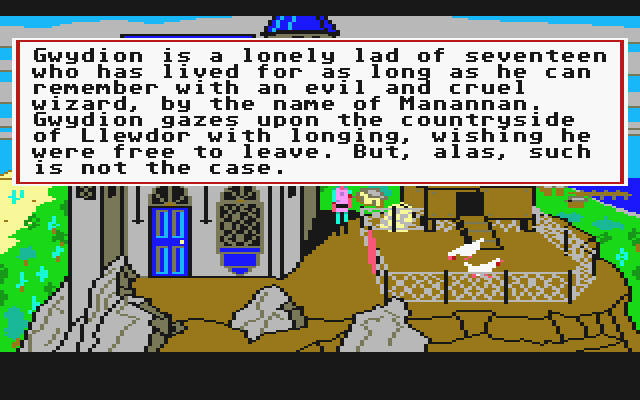 Gwydion is a lonely lad of seventeen
who has lived for as long as he can
remember with an evil and cruel
wizard, by the name of Manannan.
Gwydion gazes upon the countryside
of Llewdor with longing, wishing he
were free to leave. But, alas, such
is not the case.